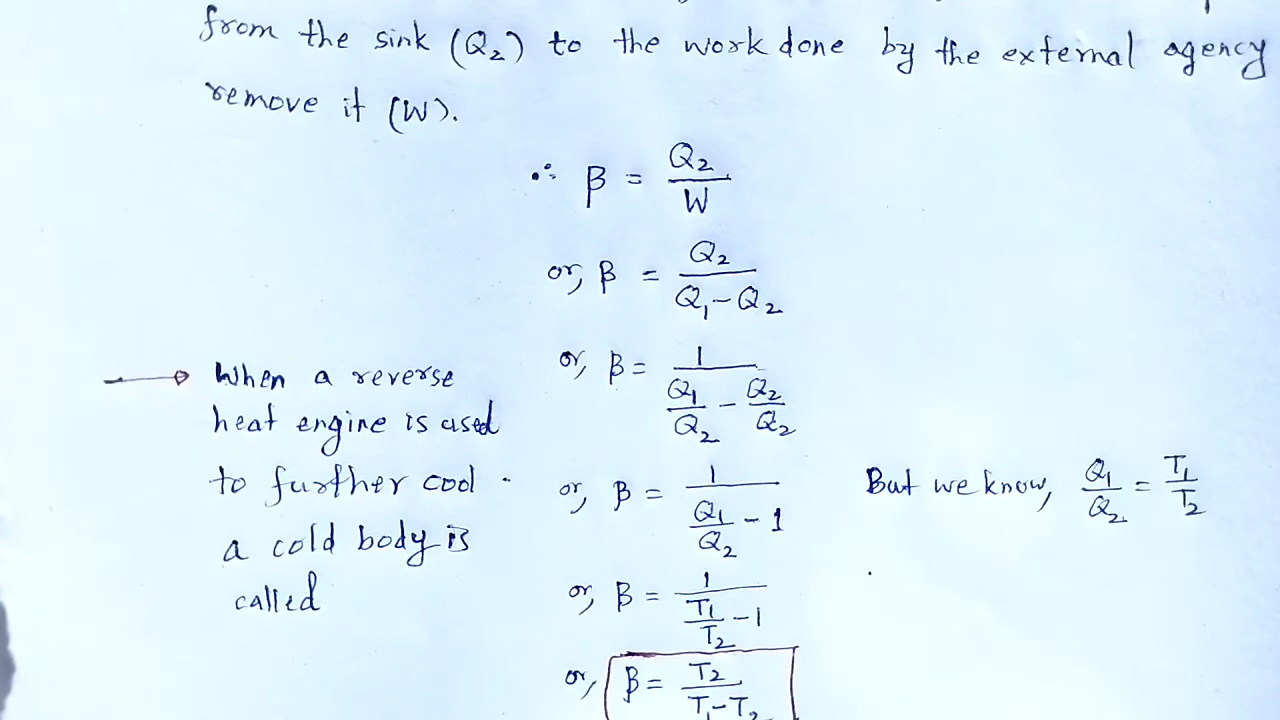 from the sink (Q₂) to the work done by the external agency
remove it (W).
∴ β = Q₂/W
or, β = Q₂/(Q₁-Q₂)
or, β = 1/(Q₁/Q₂ - Q₂/Q₂)
→ When a reverse
heat engine is used
to further cool
a cold body is
called
or, β = 1/(Q₁/Q₂ - 1)
But we know, Q₁/Q₂ = T₁/T₂
or, β = 1/(T₁/T₂ - 1)
or, β = T₂/(T₁-T₂)